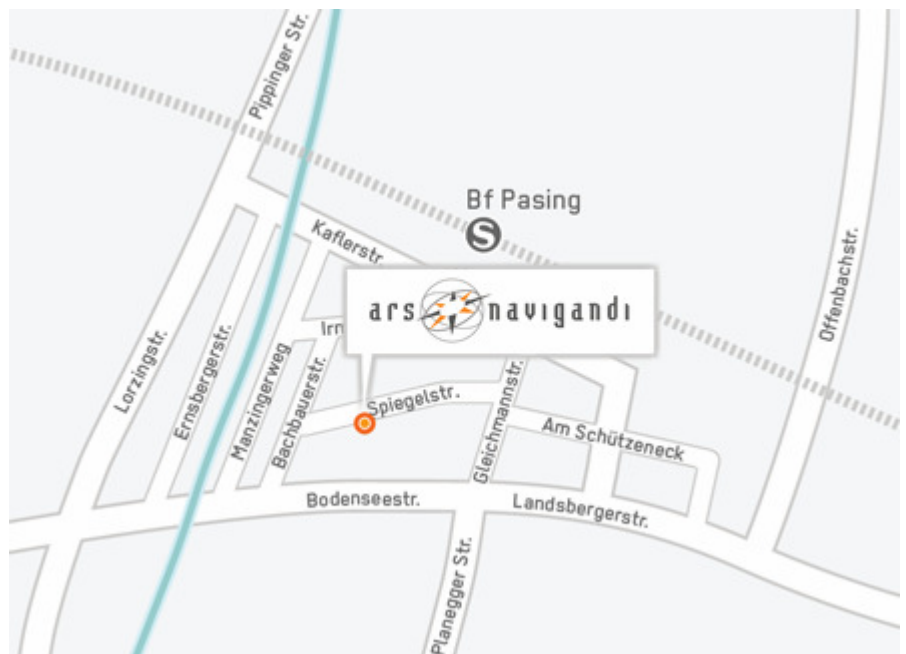 Pippinger Str.
Bf Pasing
S
Kaflerstr.
Offenbachstr.
ars navigandi
Irn
Lorzingstr.
Ernsbergerstr.
Manzingerweg
Bachbauerstr.
Spiegelstr.
Gleichmannstr.
Am Schützeneck
Bodenseestr.
Landsbergerstr.
Planegger Str.